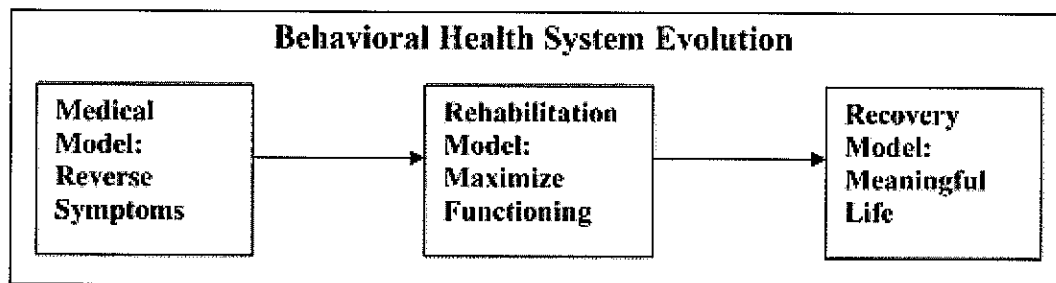 Behavioral Health System Evolution
Medical
Model:
Reverse
Symptoms
Rehabilitation
Model:
Maximize
Functioning
Recovery
Model:
Meaningful
Life